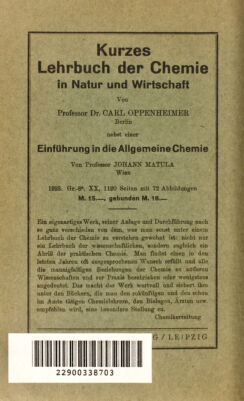 Kurzes
Lehrbuch der Chemie
in Natur und Wirtschaft
Von
Professor Dr. CARL OPPENHEIMER
Berlin
nebst einer
Einführung in die Allgemeine Chemie
Von Professor JOHANN MATULA
Wien
1923. Gr.-8°. XX, 1120 Seiten mit 72 Abbildungen
M. 15.—, gebunden M. 18.—
Ein eigenartiges Werk, seiner Anlage und Durchführung nach
so ganz verschieden von dem, was man sonst unter einem
Lehrbuch der Chemie zu verstehen gewohnt ist: nicht nur
ein Lehrbuch der wissenschaftlichen, sondern zugleich ein
Abriß der praktischen Chemie. Man findet einen in den
letzten Jahren oft ausgesprochenen Wunsch erfüllt und alle
die mannigfaltigen Beziehungen der Chemie zu anderen
Wissenschaften und zur Praxis beschrieben oder wenigstens
angedeutet. Das macht das Werk wertvoll und sichert ihm
unter den Büchern, die man den zukünftigen und den schon
im Amte tätigen Chemielehrern, den Biologen, Ärzten usw.
empfehlen wird, eine besondere Stellung zu.
Chemikerzeitung
G / LEIPZIG
22900338703